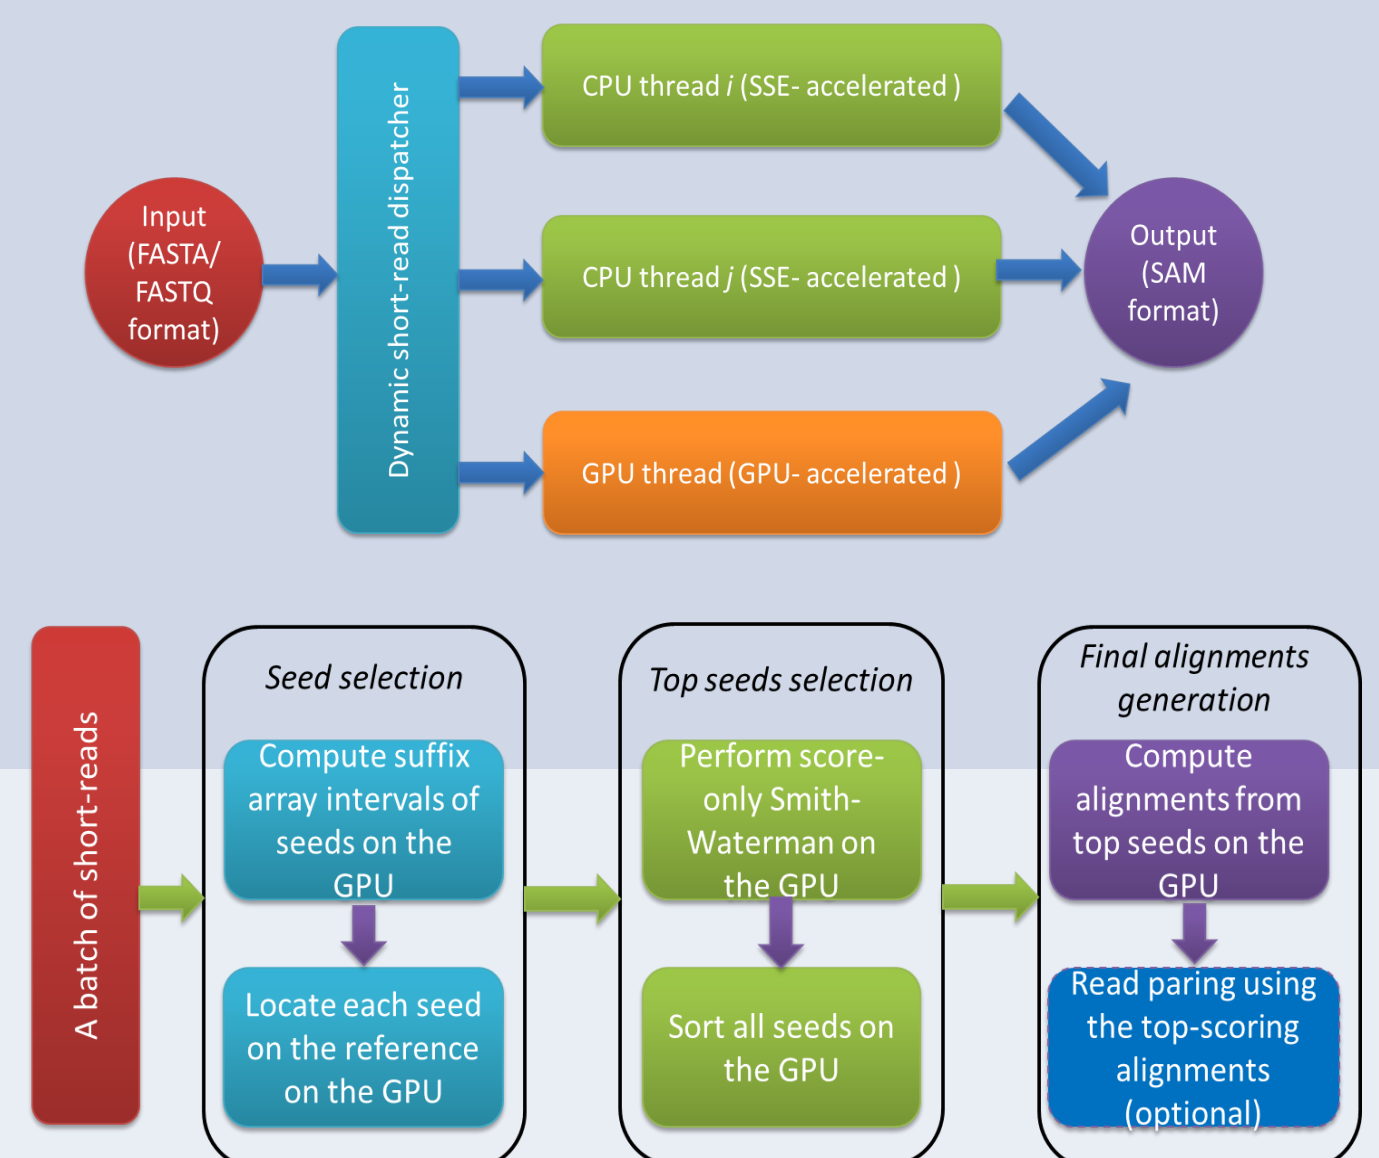 Input
(FASTA/
FASTQ
format)
Dynamic short-read dispatcher
CPU thread i (SSE- accelerated )
CPU thread j (SSE- accelerated )
GPU thread (GPU- accelerated )
Output
(SAM
format)
A batch of short-reads
Seed selection
Compute suffix
array intervals of
seeds on the
GPU
Locate each seed
on the reference
on the GPU
Top seeds selection
Perform score-
only Smith-
Waterman on
the GPU
Sort all seeds on
the GPU
Final alignments
generation
Compute
alignments from
top seeds on the
GPU
Read paring using
the top-scoring
alignments
(optional)